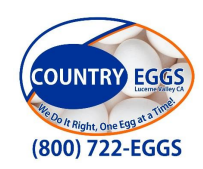 COUNTRY EGGS
Lucerne Valley CA
We Do It Right, One Egg at a Time!
(800) 722-EGGS